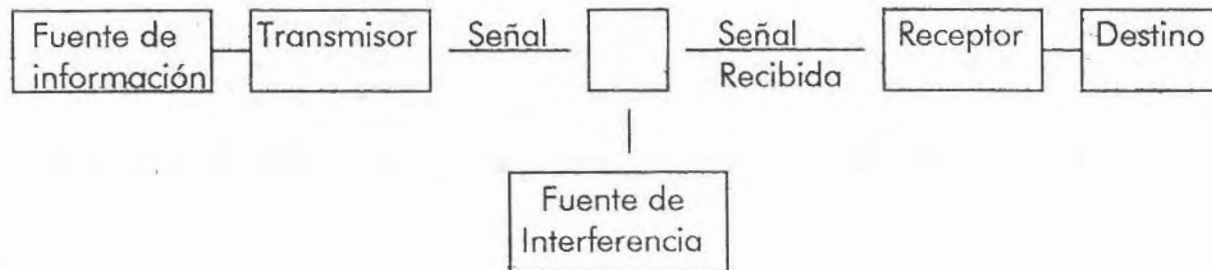 Fuente de
información
Transmisor
Señal
Señal
Recibida
Receptor
Destino
Fuente de
Interferencia